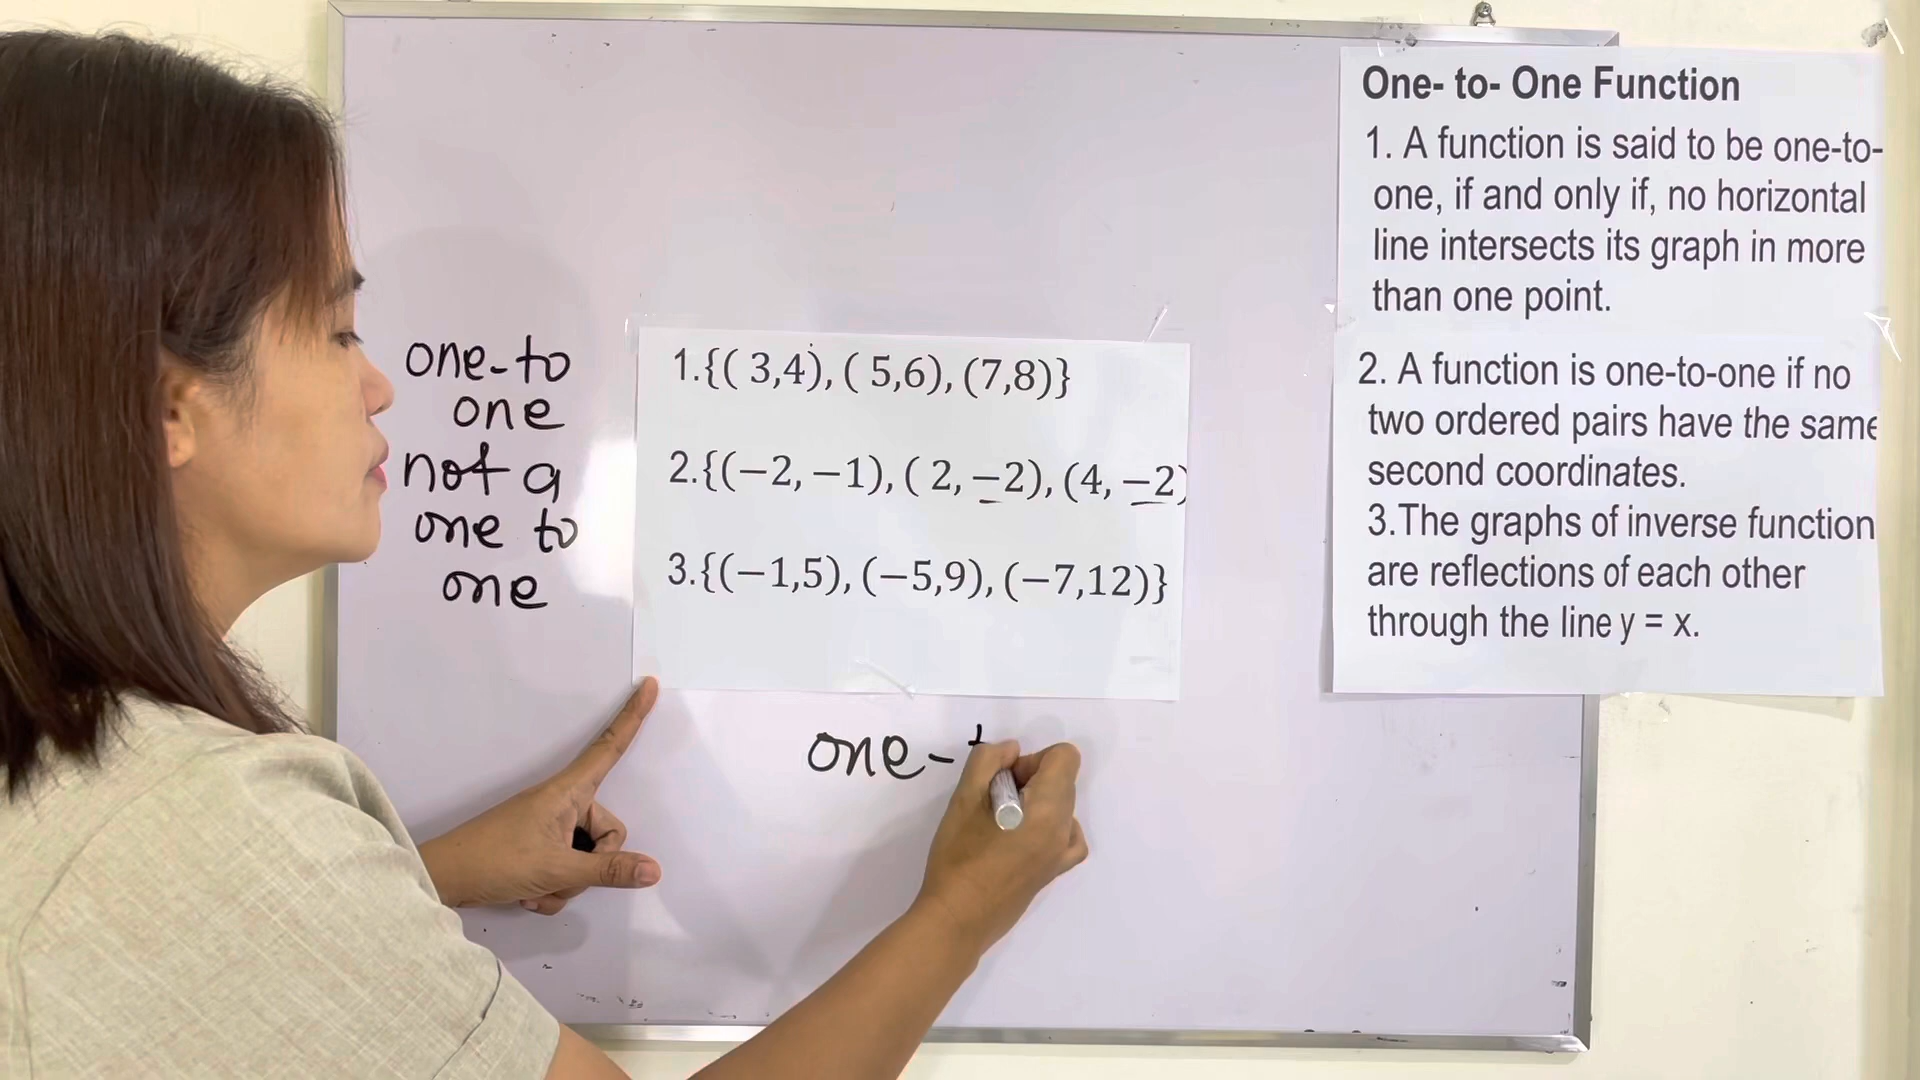 one-to
one
not a
one to
one
1.{( 3,4), ( 5,6), (7,8)}
2.{(−2, −1), ( 2, −2), (4, −2)
3.{(−1,5), (−5,9), (−7,12)}
one-t
One- to- One Function
1. A function is said to be one-to-
one, if and only if, no horizontal
line intersects its graph in more
than one point.
2. A function is one-to-one if no
two ordered pairs have the same
second coordinates.
3.The graphs of inverse function
are reflections of each other
through the line y = x.